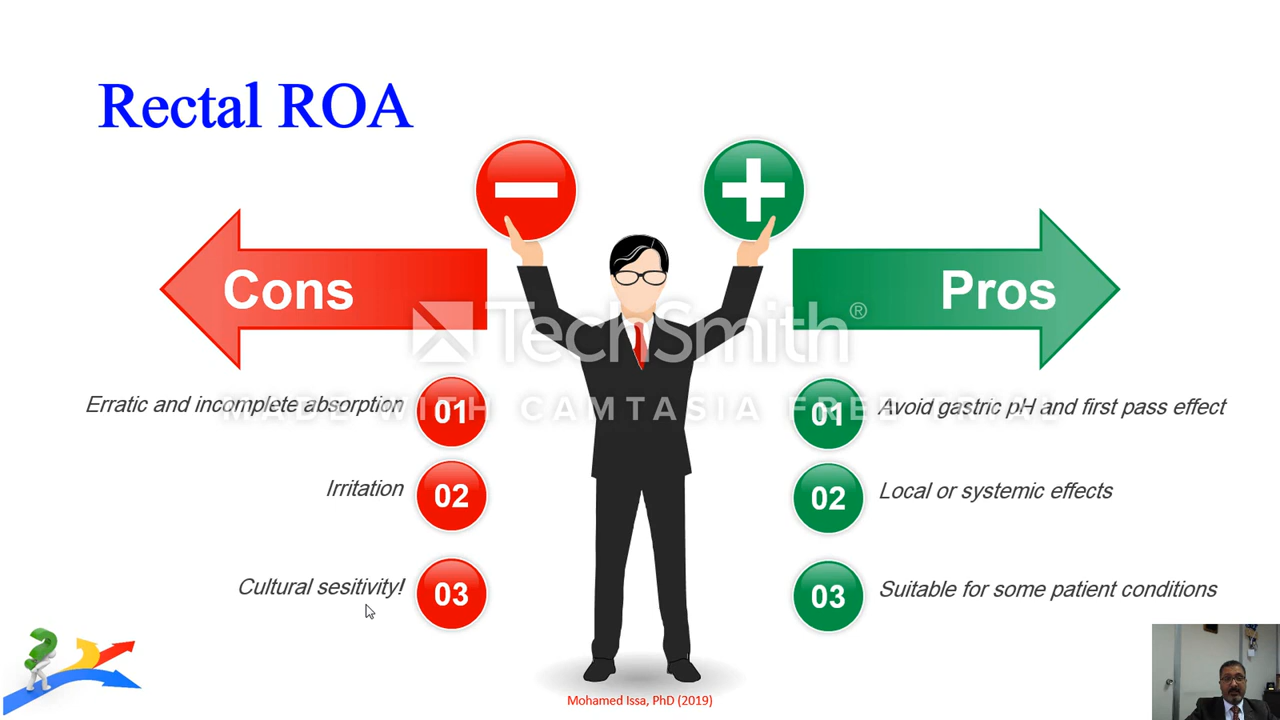 Rectal ROA
Cons
Pros
TechSmith®
MADE WITH CAMTASIA FREE TRIAL
Erratic and incomplete absorption 01
Irritation 02
Cultural sesitivity! 03
01 Avoid gastric pH and first pass effect
02 Local or systemic effects
03 Suitable for some patient conditions
Mohamed Issa, PhD (2019)